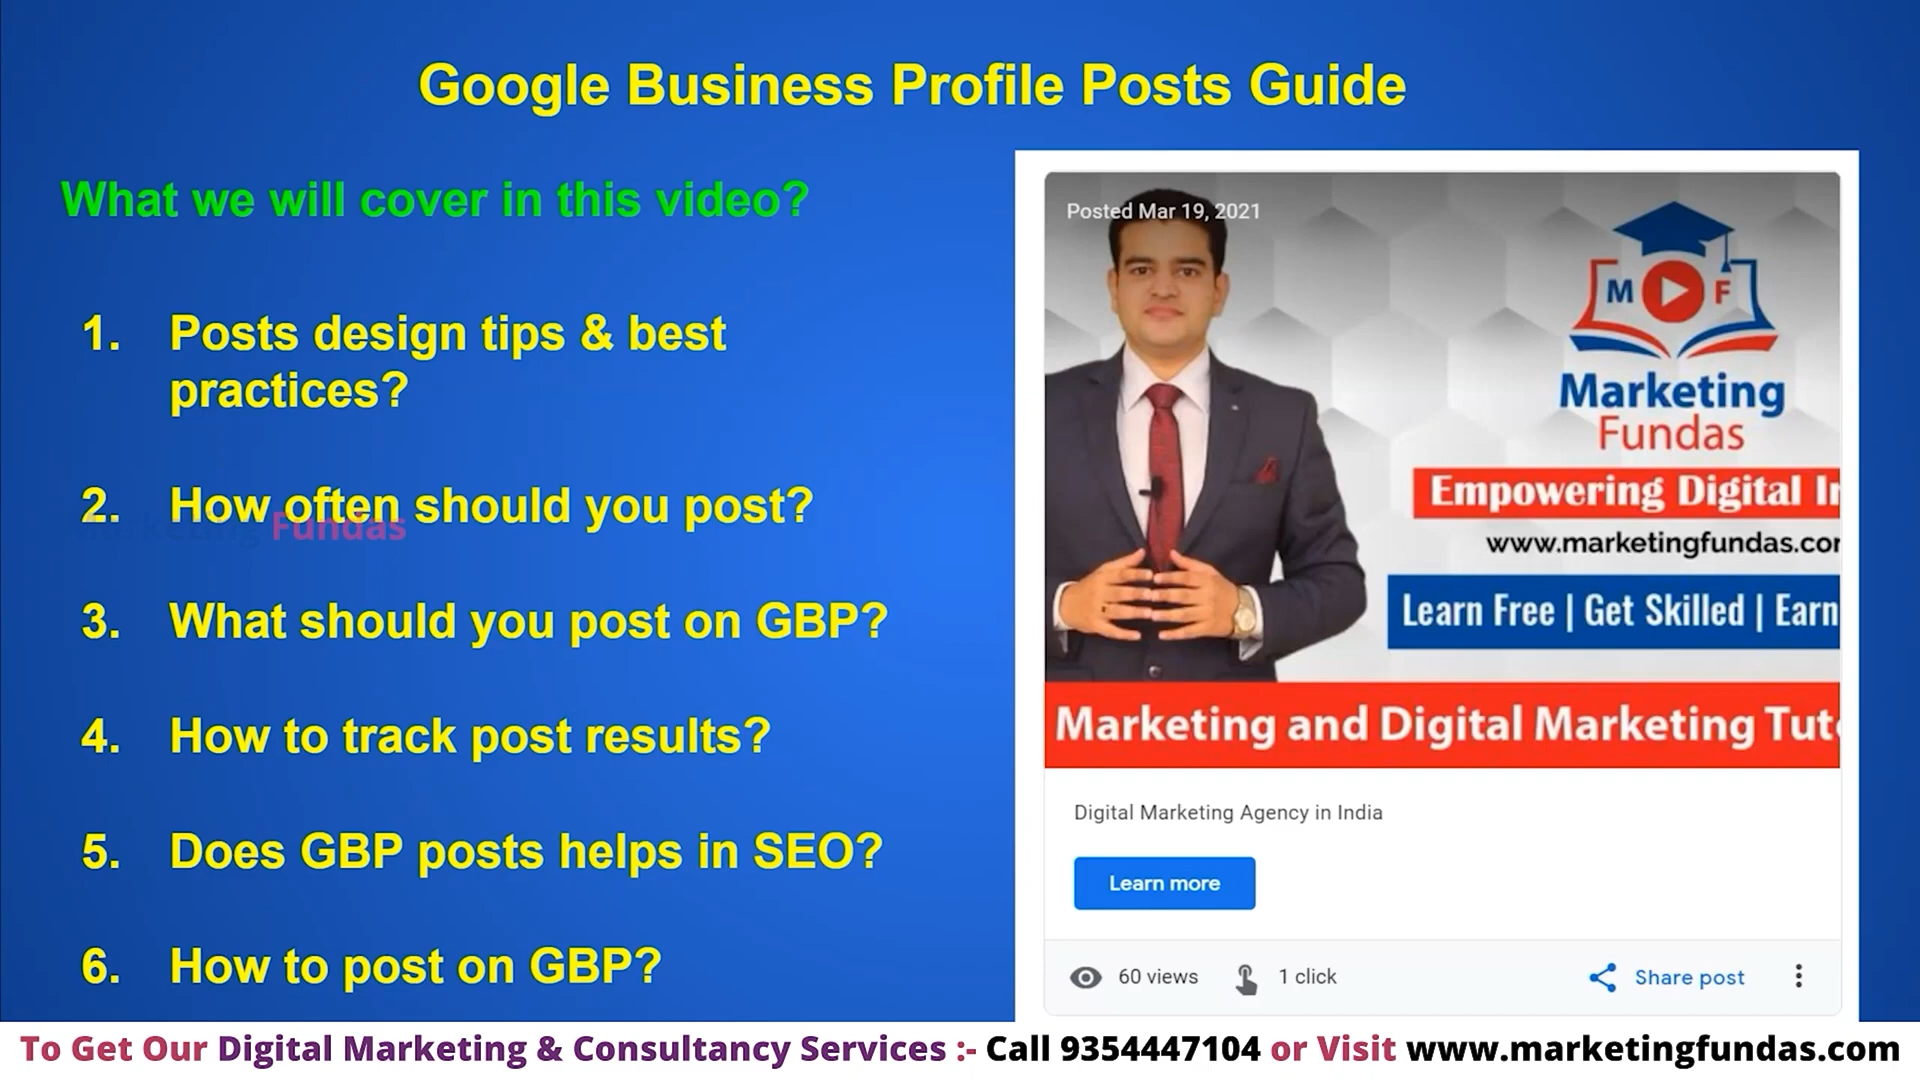 Google Business Profile Posts Guide
What we will cover in this video?
1. Posts design tips & best
practices?
2. How often should you post?
Marketing Fundas
3. What should you post on GBP?
4. How to track post results?
5. Does GBP posts helps in SEO?
6. How to post on GBP?
Posted Mar 19, 2021
M F
Marketing
Fundas
Empowering Digital
www.marketingfundas.co
Learn Free | Get Skilled | Earn
Marketing and Digital Marketing Tut
Digital Marketing Agency in India
Learn more
60 views 1 click Share post
To Get Our Digital Marketing & Consultancy Services :- Call 9354447104 or Visit www.marketingfundas.com